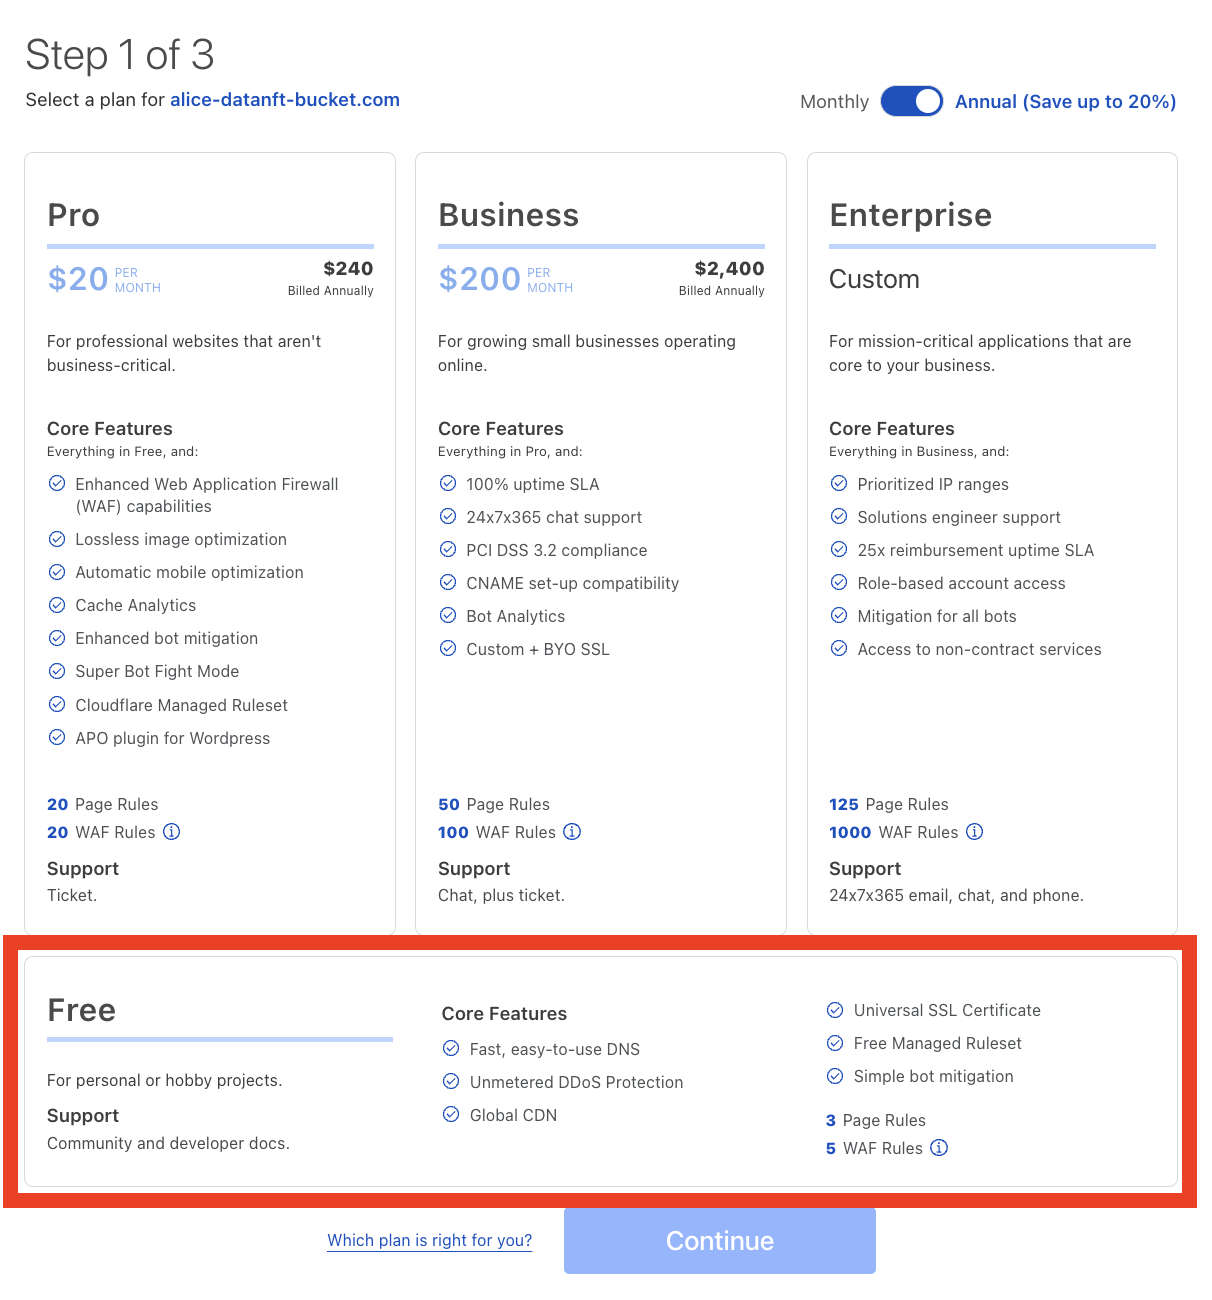 Step 1 of 3
Select a plan for alice-datanft-bucket.com
Monthly
Annual (Save up to 20%)
Pro
$20 PER MONTH
$240
Billed Annually
For professional websites that aren't
business-critical.
Core Features
Everything in Free, and:
Enhanced Web Application Firewall
(WAF) capabilities
Lossless image optimization
Automatic mobile optimization
Cache Analytics
Enhanced bot mitigation
Super Bot Fight Mode
Cloudflare Managed Ruleset
APO plugin for Wordpress
20 Page Rules
20 WAF Rules
Support
Ticket.
Business
$200 PER MONTH
$2,400
Billed Annually
For growing small businesses operating
online.
Core Features
Everything in Pro, and:
100% uptime SLA
24x7x365 chat support
PCI DSS 3.2 compliance
CNAME set-up compatibility
Bot Analytics
Custom + BYO SSL
50 Page Rules
100 WAF Rules
Support
Chat, plus ticket.
Enterprise
Custom
For mission-critical applications that are
core to your business.
Core Features
Everything in Business, and:
Prioritized IP ranges
Solutions engineer support
25x reimbursement uptime SLA
Role-based account access
Mitigation for all bots
Access to non-contract services
125 Page Rules
1000 WAF Rules
Support
24x7x365 email, chat, and phone.
Free
For personal or hobby projects.
Support
Community and developer docs.
Core Features
Fast, easy-to-use DNS
Unmetered DDoS Protection
Global CDN
Universal SSL Certificate
Free Managed Ruleset
Simple bot mitigation
3 Page Rules
5 WAF Rules
Which plan is right for you?
Continue